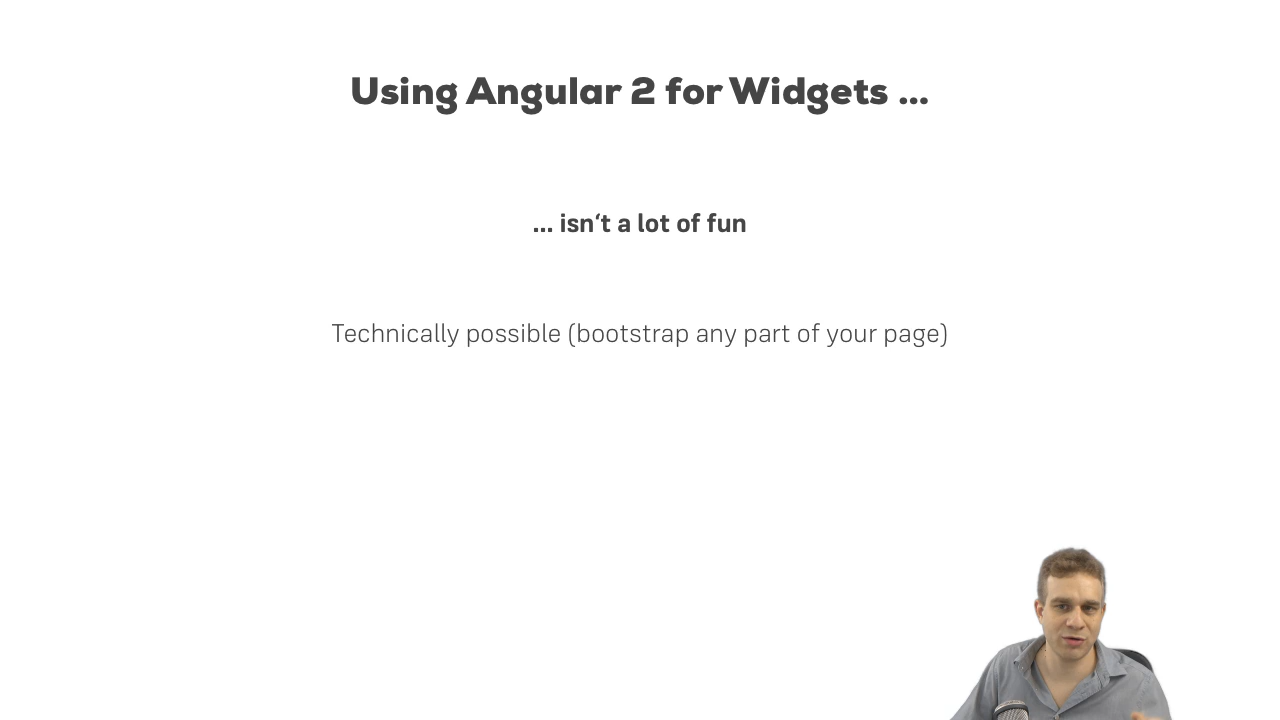 Using Angular 2 for Widgets ...
... isn‘t a lot of fun
Technically possible (bootstrap any part of your page)